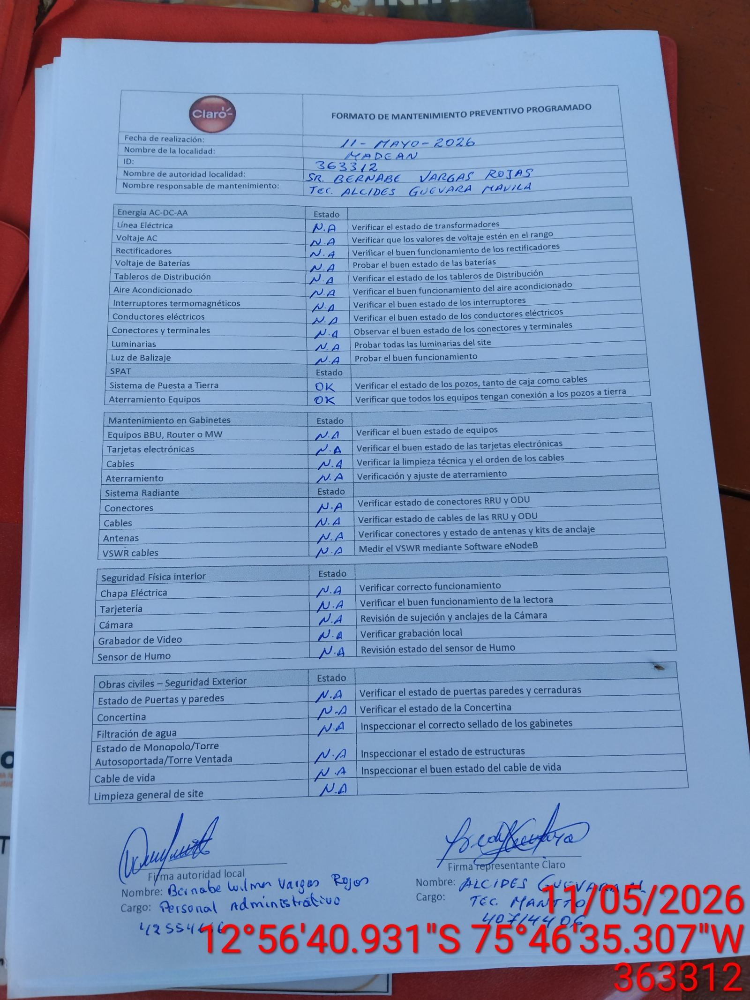 Claro
FORMATO DE MANTENIMIENTO PREVENTIVO PROGRAMADO
Fecha de realización: 11-MAYO-2026
Nombre de la localidad: MADEAN
ID: 363312
Nombre de autoridad localidad: SR. BERNABE VARGAS ROJAS
Nombre responsable de mantenimiento: TEC. ALCIDES GUEVARA MAVILA
Energía AC-DC-AA Estado
Línea Eléctrica N.A Verificar el estado de transformadores
Voltaje AC N.A Verificar que los valores de voltaje estén en el rango
Rectificadores N.A Verificar el buen funcionamiento de los rectificadores
Voltaje de Baterías N.A Probar el buen estado de las baterías
Tableros de Distribución N.A Verificar el estado de los tableros de Distribución
Aire Acondicionado N.A Verificar el buen funcionamiento del aire acondicionado
Interruptores termomagnéticos N.A Verificar el buen estado de los interruptores
Conductores eléctricos N.A Verificar el buen estado de los conductores eléctricos
Conectores y terminales N.A Observar el buen estado de los conectores y terminales
Luminarias N.A Probar todas las luminarias del site
Luz de Balizaje N.A Probar el buen funcionamiento
SPAT Estado
Sistema de Puesta a Tierra OK Verificar el estado de los pozos, tanto de caja como cables
Aterramiento Equipos OK Verificar que todos los equipos tengan conexión a los pozos a tierra
Mantenimiento en Gabinetes Estado
Equipos BBU, Router o MW N.A Verificar el buen estado de equipos
Tarjetas electrónicas N.A Verificar el buen estado de las tarjetas electrónicas
Cables N.A Verificar la limpieza técnica y el orden de los cables
Aterramiento N.A Verificación y ajuste de aterramiento
Sistema Radiante Estado
Conectores N.A Verificar estado de conectores RRU y ODU
Cables N.A Verificar estado de cables de las RRU y ODU
Antenas N.A Verificar conectores y estado de antenas y kits de anclaje
VSWR cables N.A Medir el VSWR mediante Software eNodeB
Seguridad Física interior Estado
Chapa Eléctrica N.A Verificar correcto funcionamiento
Tarjetería N.A Verificar el buen funcionamiento de la lectora
Cámara N.A Revisión de sujeción y anclajes de la Cámara
Grabador de Video N.A Verificar grabación local
Sensor de Humo N.A Revisión estado del sensor de Humo
Obras civiles – Seguridad Exterior Estado
Estado de Puertas y paredes N.A Verificar el estado de puertas paredes y cerraduras
Concertina N-A Verificar el estado de la Concertina
Filtración de agua N.A Inspeccionar el correcto sellado de los gabinetes
Estado de Monopolo/Torre
Autosoportada/Torre Ventada N.A Inspeccionar el estado de estructuras
Cable de vida N.A Inspeccionar el buen estado del cable de vida
Limpieza general de site N.A
Firma autoridad local
Nombre: Bernabe Wilmer Vargas Rojas
Cargo: Personal Administrativo
Firma representante Claro
Nombre: ALCIDES GUEVARA M.
Cargo: TEC. MANTTO
40714406
11/05/2026
12°56'40.931"S 75°46'35.307"W
363312